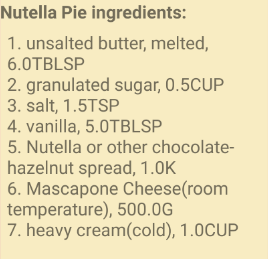 Nutella Pie ingredients:
1. unsalted butter, melted,
6.0TBLSP
2. granulated sugar, 0.5CUP
3. salt, 1.5TSP
4. vanilla, 5.0TBLSP
5. Nutella or other chocolate-
hazelnut spread, 1.0K
6. Mascapone Cheese(room
temperature), 500.0G
7. heavy cream(cold), 1.0CUP